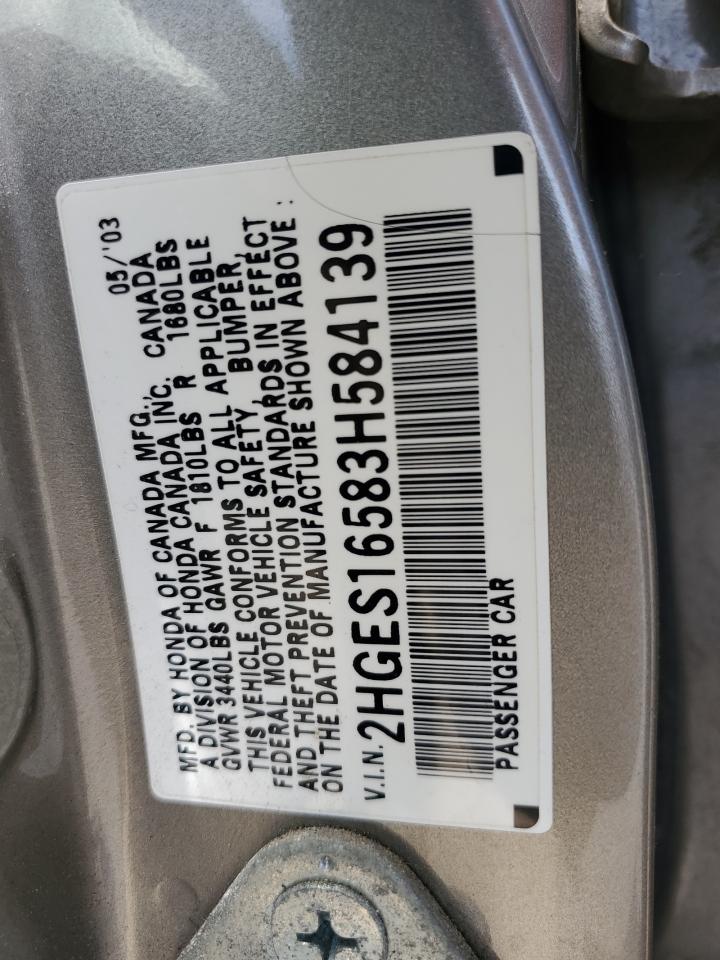 MFD. BY HONDA OF CANADA MFG., CANADA 05/'03
A DIVISION OF HONDA CANADA INC.
GVWR 3440LBS GAWR F 1810LBS R 1680LBS
THIS VEHICLE CONFORMS TO ALL APPLICABLE
FEDERAL MOTOR VEHICLE SAFETY, BUMPER,
AND THEFT PREVENTION STANDARDS IN EFFECT
ON THE DATE OF MANUFACTURE SHOWN ABOVE :
V.I.N. 2HGES16583H584139
PASSENGER CAR